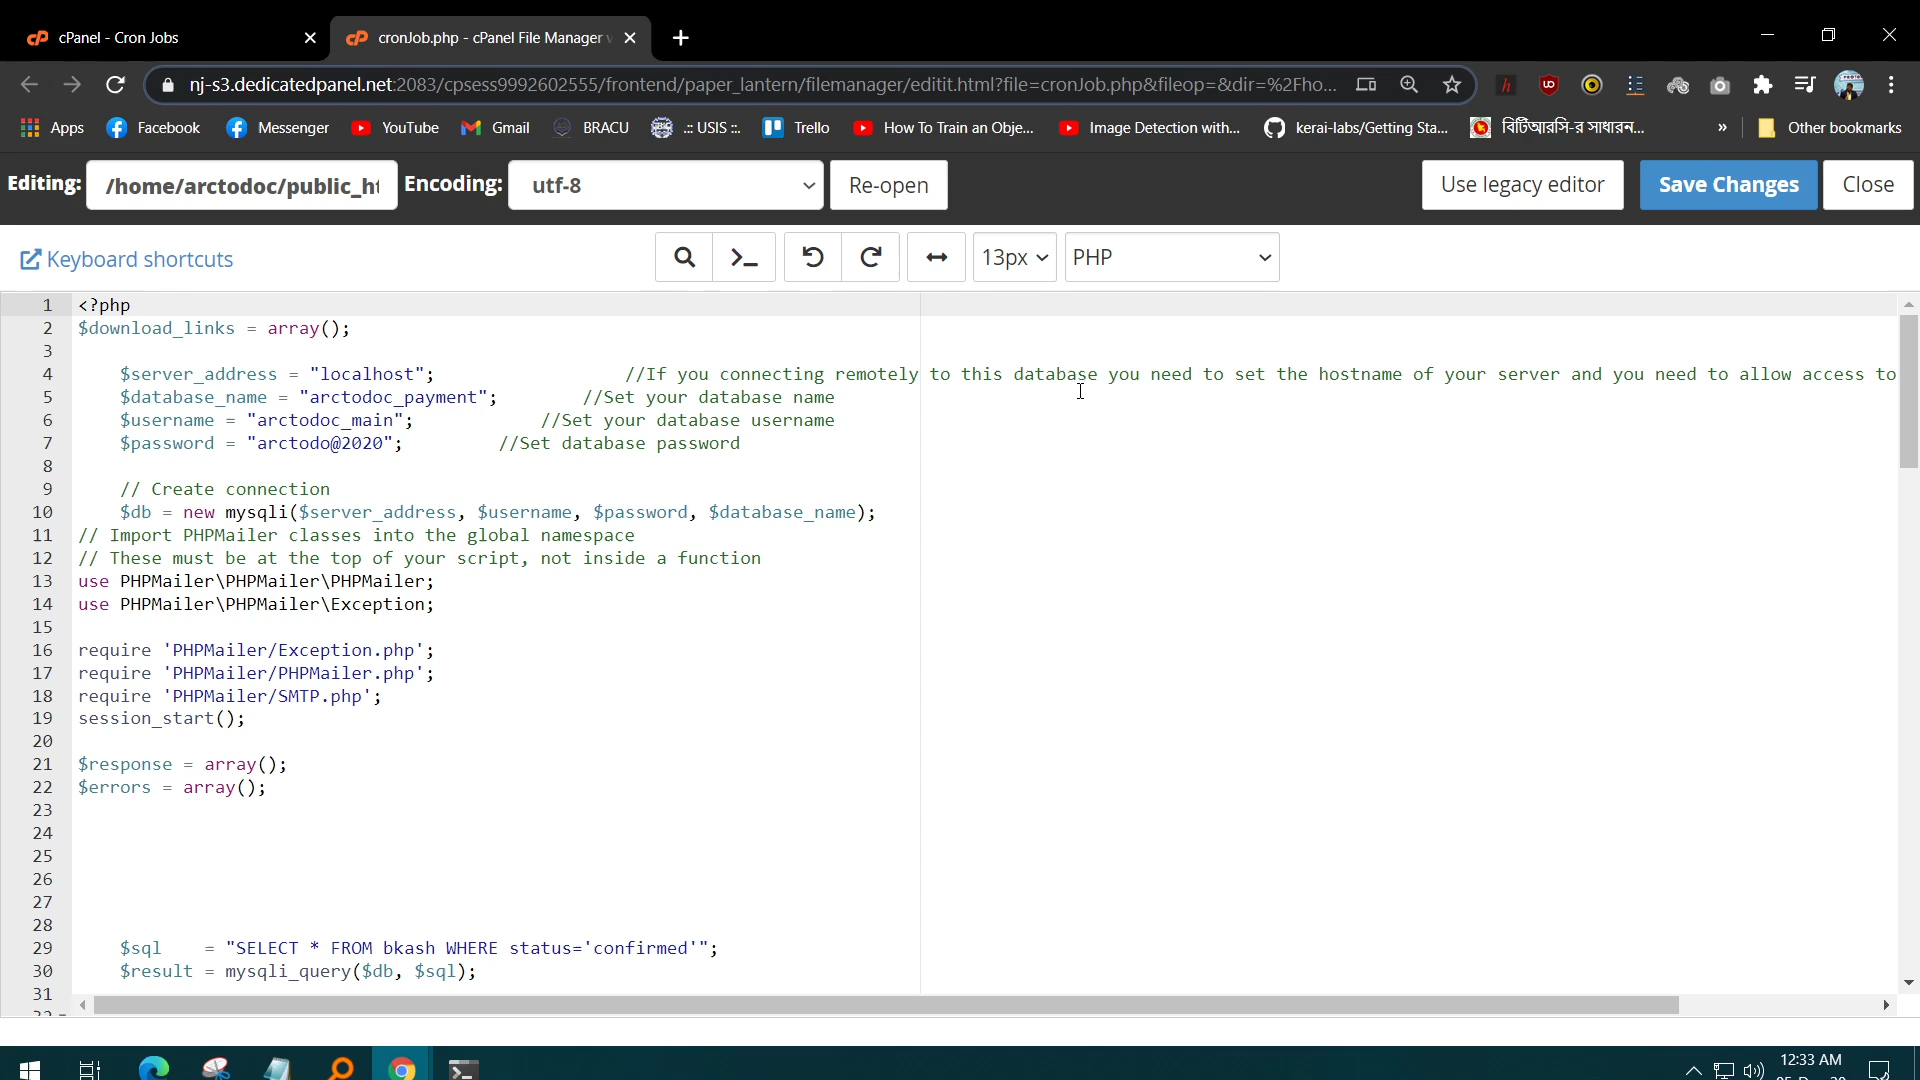 cPanel - Cron Jobs
cronJob.php - cPanel File Manager
nj-s3.dedicatedpanel.net:2083/cpsess9992602555/frontend/paper_lantern/filemanager/editit.html?file=cronJob.php&fileop=&dir=%2Fho...
Apps Facebook Messenger YouTube Gmail BRACU .:: USIS ::. Trello How To Train an Obje... Image Detection with... kerai-labs/Getting Sta... বিটিআরসি-র সাধারন... » Other bookmarks
Editing: /home/arctodoc/public_ht Encoding: utf-8 Re-open Use legacy editor Save Changes Close
Keyboard shortcuts 13px PHP
1 <?php
2 $download_links = array();
3
4 $server_address = "localhost"; //If you connecting remotely to this database you need to set the hostname of your server and you need to allow access to
5 $database_name = "arctodoc_payment"; //Set your database name
6 $username = "arctodoc_main"; //Set your database username
7 $password = "arctodo@2020"; //Set database password
8
9 // Create connection
10 $db = new mysqli($server_address, $username, $password, $database_name);
11 // Import PHPMailer classes into the global namespace
12 // These must be at the top of your script, not inside a function
13 use PHPMailer\PHPMailer\PHPMailer;
14 use PHPMailer\PHPMailer\Exception;
15
16 require 'PHPMailer/Exception.php';
17 require 'PHPMailer/PHPMailer.php';
18 require 'PHPMailer/SMTP.php';
19 session_start();
20
21 $response = array();
22 $errors = array();
23
24
25
26
27
28
29 $sql = "SELECT * FROM bkash WHERE status='confirmed'";
30 $result = mysqli_query($db, $sql);
31
12:33 AM